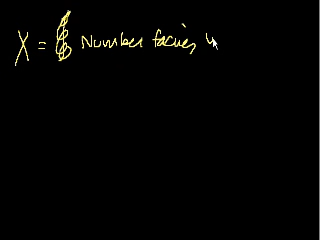 X = Number facing